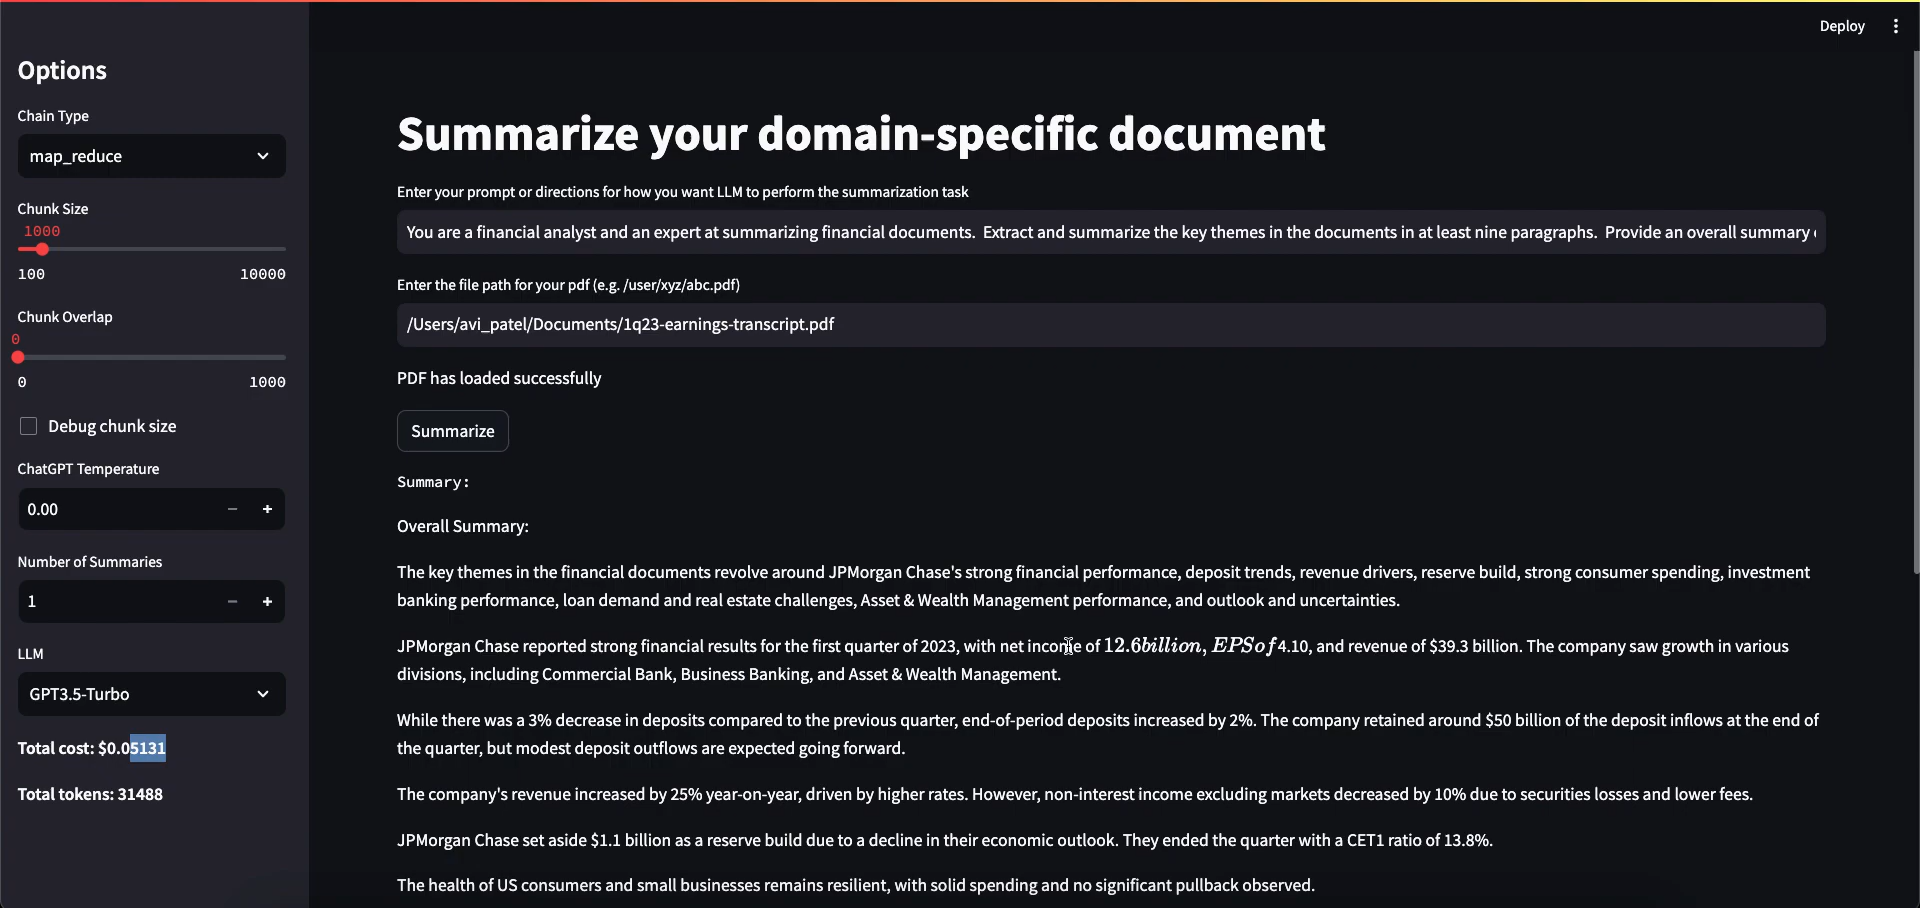 Deploy
Options
Chain Type
map_reduce
Chunk Size
1000
100 10000
Chunk Overlap
0
0 1000
Debug chunk size
ChatGPT Temperature
0.00 − +
Number of Summaries
1 − +
LLM
GPT3.5-Turbo
Total cost: $0.05131
Total tokens: 31488
Summarize your domain-specific document
Enter your prompt or directions for how you want LLM to perform the summarization task
You are a financial analyst and an expert at summarizing financial documents. Extract and summarize the key themes in the documents in at least nine paragraphs. Provide an overall summary
Enter the file path for your pdf (e.g. /user/xyz/abc.pdf)
/Users/avi_patel/Documents/1q23-earnings-transcript.pdf
PDF has loaded successfully
Summarize
Summary:
Overall Summary:
The key themes in the financial documents revolve around JPMorgan Chase's strong financial performance, deposit trends, revenue drivers, reserve build, strong consumer spending, investment
banking performance, loan demand and real estate challenges, Asset & Wealth Management performance, and outlook and uncertainties.
JPMorgan Chase reported strong financial results for the first quarter of 2023, with net income of 12.6billion, EPSof4.10, and revenue of $39.3 billion. The company saw growth in various
divisions, including Commercial Bank, Business Banking, and Asset & Wealth Management.
While there was a 3% decrease in deposits compared to the previous quarter, end-of-period deposits increased by 2%. The company retained around $50 billion of the deposit inflows at the end of
the quarter, but modest deposit outflows are expected going forward.
The company's revenue increased by 25% year-on-year, driven by higher rates. However, non-interest income excluding markets decreased by 10% due to securities losses and lower fees.
JPMorgan Chase set aside $1.1 billion as a reserve build due to a decline in their economic outlook. They ended the quarter with a CET1 ratio of 13.8%.
The health of US consumers and small businesses remains resilient, with solid spending and no significant pullback observed.